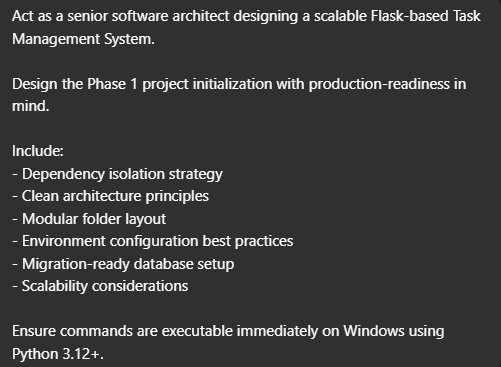 Act as a senior software architect designing a scalable Flask-based Task
Management System.
Design the Phase 1 project initialization with production-readiness in
mind.
Include:
- Dependency isolation strategy
- Clean architecture principles
- Modular folder layout
- Environment configuration best practices
- Migration-ready database setup
- Scalability considerations
Ensure commands are executable immediately on Windows using
Python 3.12+.